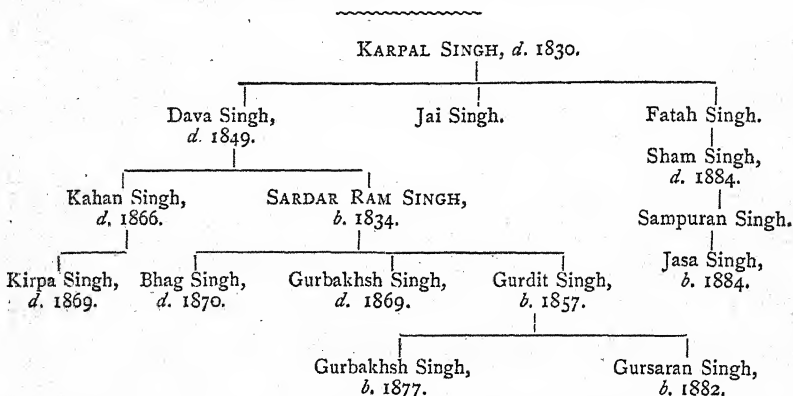 KARPAL SINGH, d. 1830.
Dava Singh, Jai Singh. Fatah Singh.
d. 1849.
Sham Singh,
d. 1884.
Kahan Singh, SARDAR RAM SINGH,
d. 1866. b. 1834.
Sampuran Singh.
Jasa Singh,
b. 1884.
Kirpa Singh, Bhag Singh, Gurbakhsh Singh, Gurdit Singh,
d. 1869. d. 1870. d. 1869. b. 1857.
Gurbakhsh Singh, Gursaran Singh,
b. 1877. b. 1882.